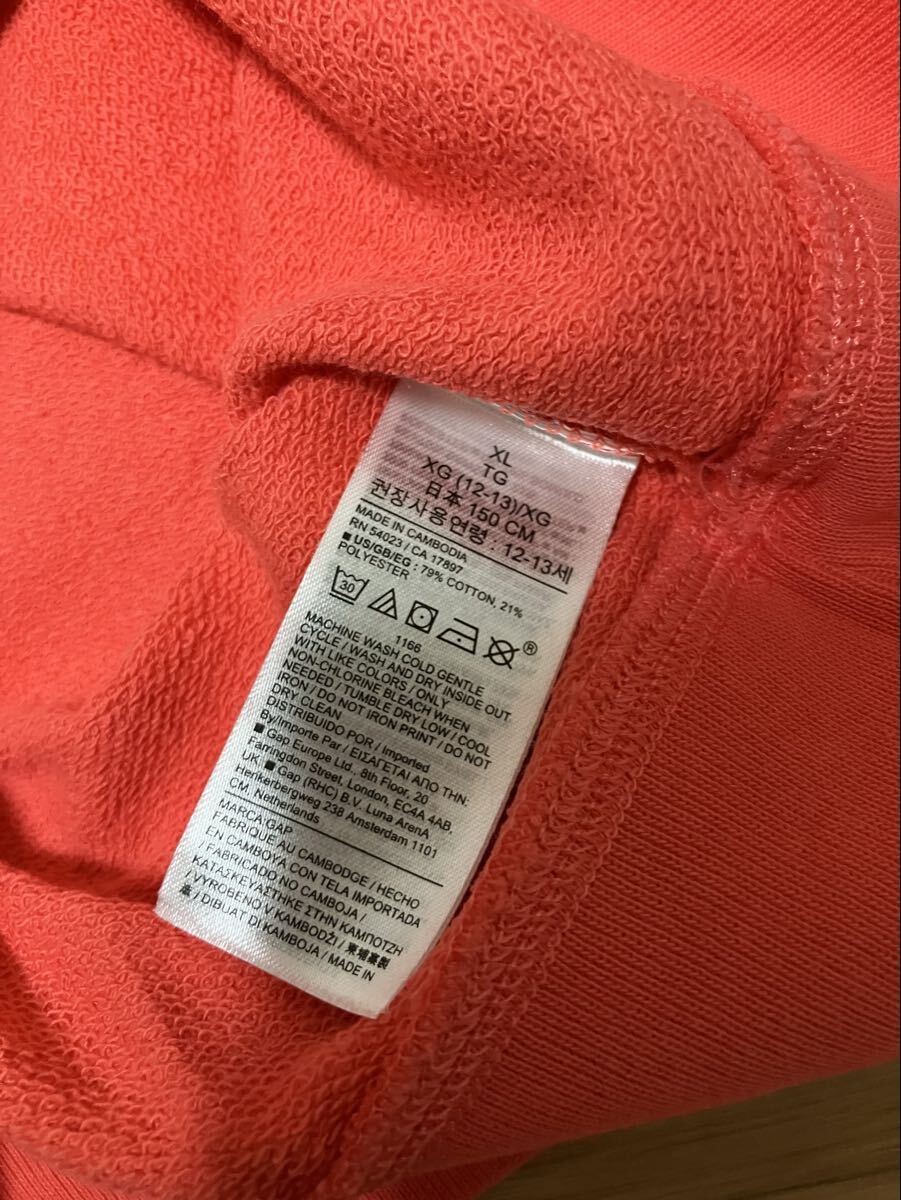 XL
TG
XG (12-13)/XG
日本 150 CM
권장사용연령 : 12-13세
MADE IN CAMBODIA
RN 54023 / CA 17897
■ US/GB/EG : 79% COTTON, 21%
POLYESTER
30
®
1166
MACHINE WASH COLD GENTLE
CYCLE / WASH AND DRY INSIDE OUT
WITH LIKE COLORS / ONLY
NON-CHLORINE BLEACH WHEN
NEEDED / TUMBLE DRY LOW / COOL
IRON / DO NOT IRON PRINT / DO NOT
DRY CLEAN
DISTRIBUIDO POR / Imported
By/Importe Par / ΕΙΣΑΓΕΤΑΙ ΑΠΟ ΤΗΝ:
■ Gap Europe Ltd., 8th Floor, 20
Farringdon Street, London, EC4A 4AB,
UK ■ Gap (RHC) B.V. Luna ArenA
Herikerbergweg 238 Amsterdam 1101
CM, Netherlands
MARCA GAP
FABRIQUE AU CAMBODGE / HECHO
EN CAMBOYA CON TELA IMPORTADA
/ FABRICADO NO CAMBOJA /
ΚΑΤΑΣΚΕΥΑΣΤΗΚΕ ΣΤΗΝ ΚΑΜΠΟΤΖΗ
/ VYROBENO V KAMBODŽI / 柬埔寨製
/ DIBUAT DI KAMBOJA / MADE IN